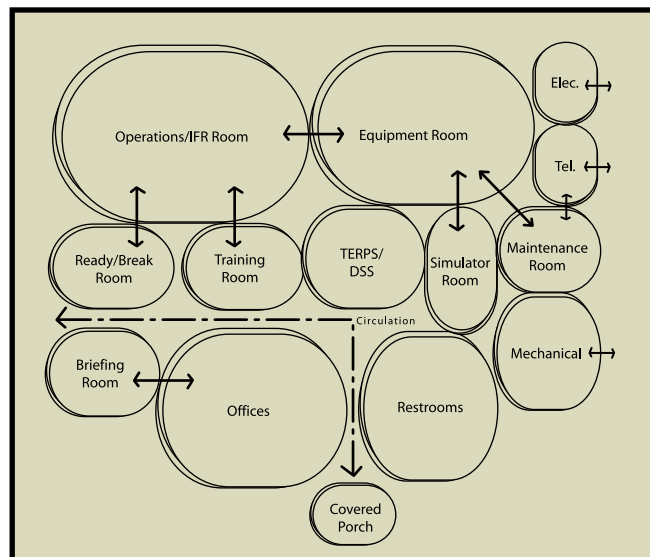 Elec.
Operations/IFR Room
Equipment Room
Tel.
Ready/Break
Room
Training
Room
TERPS/
DSS
Simulator
Room
Maintenance
Room
Circulation
Briefing
Room
Mechanical
Offices
Restrooms
Covered
Porch